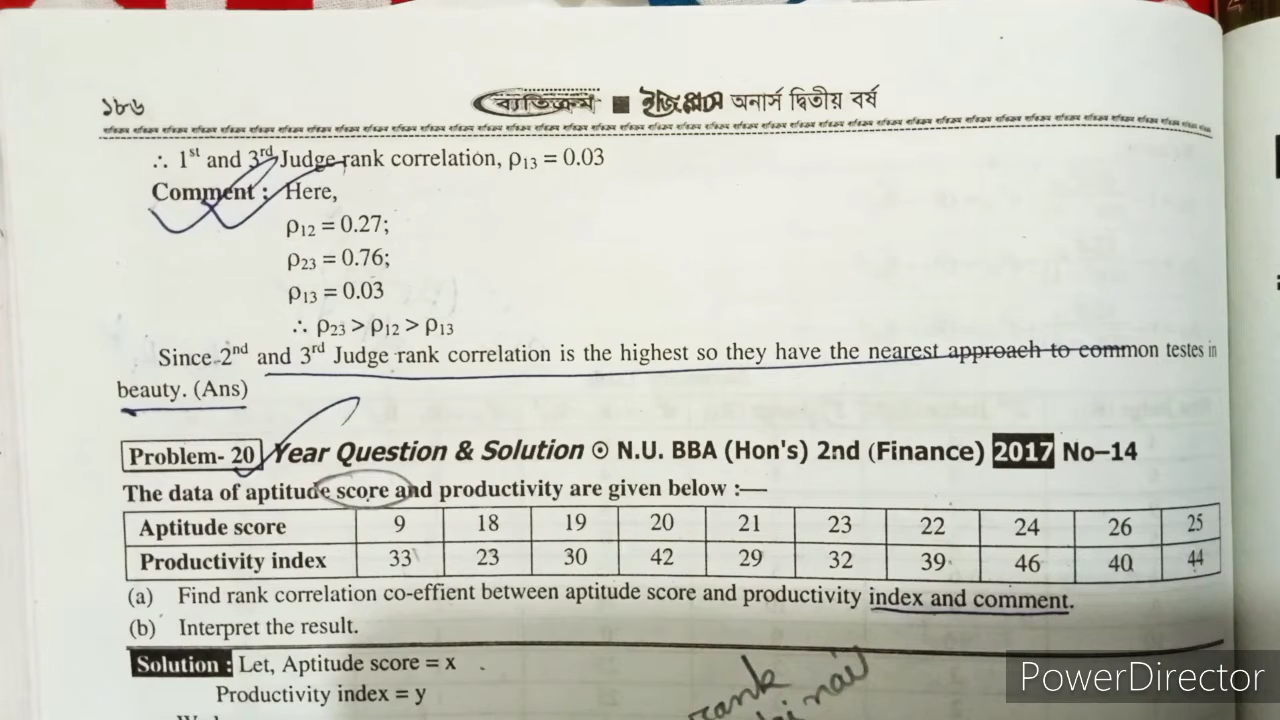 ১৮৬ ব্যতিক্রম ■ ইজি প্লাস অনার্স দ্বিতীয় বর্ষ
∴ 1st and 3rd Judge rank correlation, ρ13 = 0.03
Comment : Here,
ρ12 = 0.27;
ρ23 = 0.76;
ρ13 = 0.03
∴ ρ23 > ρ12 > ρ13
Since 2nd and 3rd Judge rank correlation is the highest so they have the nearest approach to common testes in
beauty. (Ans)
Problem- 20 Year Question & Solution ⊙ N.U. BBA (Hon's) 2nd (Finance) 2017 No–14
The data of aptitude score and productivity are given below :—
Aptitude score 9 18 19 20 21 23 22 24 26 25
Productivity index 33 23 30 42 29 32 39 46 40 44
(a) Find rank correlation co-effient between aptitude score and productivity index and comment.
(b) Interpret the result.
Solution : Let, Aptitude score = x
Productivity index = y
rank
PowerDirector